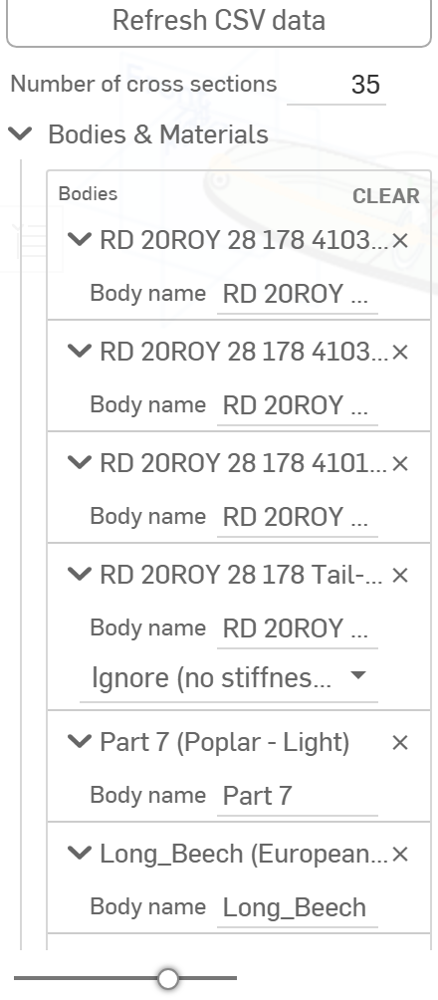 Refresh CSV data
Number of cross sections 35
Bodies & Materials
Bodies CLEAR
RD 20ROY 28 178 4103...
Body name RD 20ROY ...
RD 20ROY 28 178 4103...
Body name RD 20ROY ...
RD 20ROY 28 178 4101...
Body name RD 20ROY ...
RD 20ROY 28 178 Tail-...
Body name RD 20ROY ...
Ignore (no stiffnes...
Part 7 (Poplar - Light)
Body name Part 7
Long_Beech (European...
Body name Long_Beech